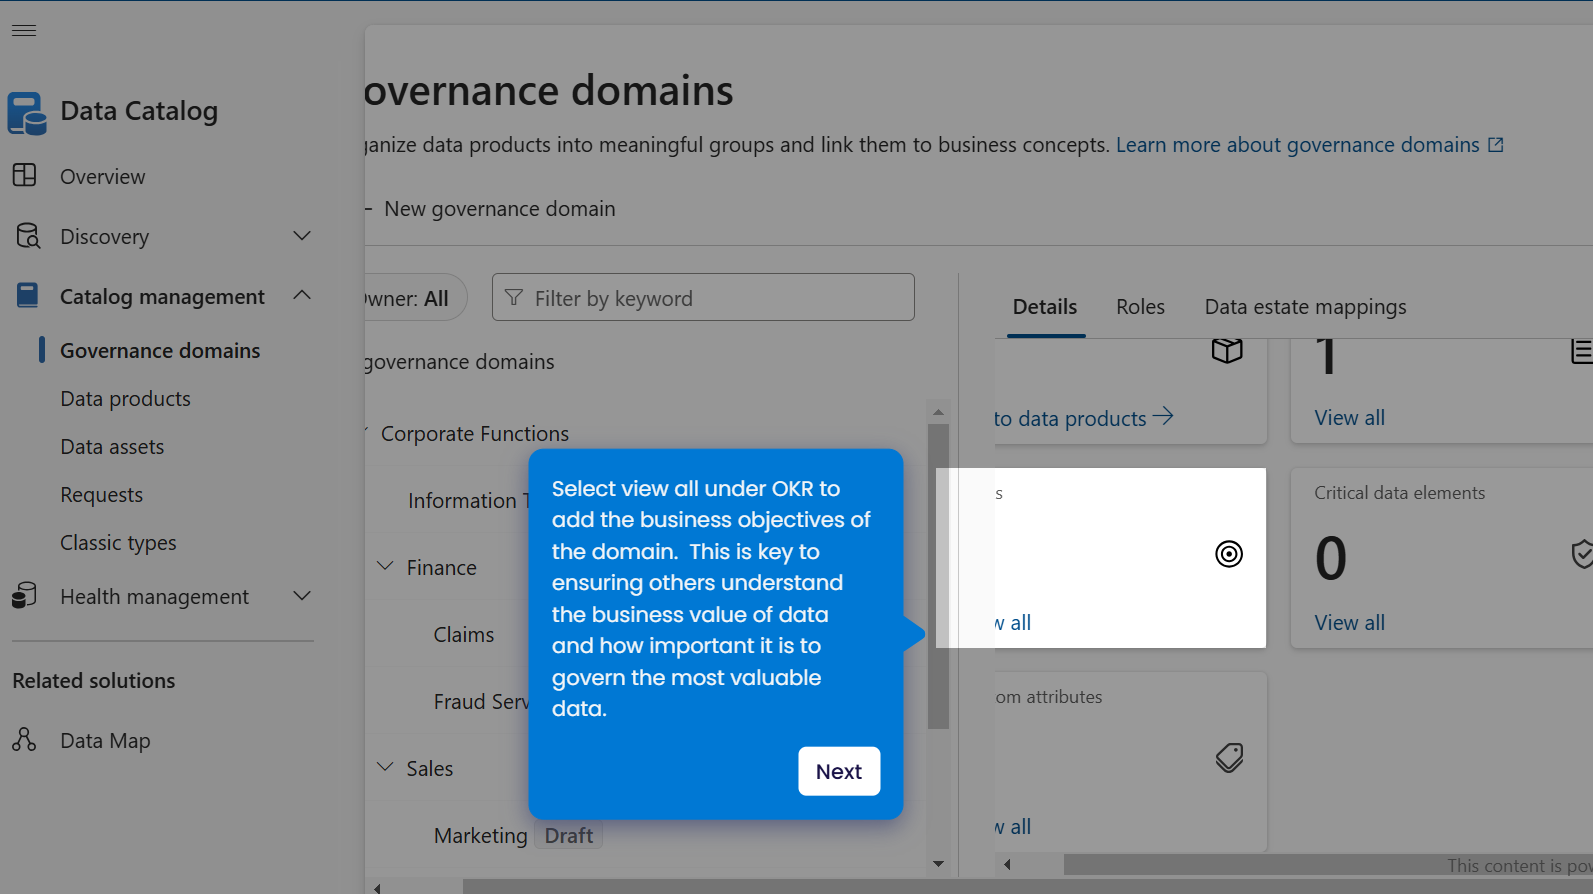 Data Catalog
Overview
Discovery
Catalog management
Governance domains
Data products
Data assets
Requests
Classic types
Health management
Related solutions
Data Map
overnance domains
ganize data products into meaningful groups and link them to business concepts. Learn more about governance domains
New governance domain
Owner: All
Filter by keyword
governance domains
Corporate Functions
Information T
Finance
Claims
Fraud Serv
Sales
Marketing Draft
Select view all under OKR to
add the business objectives of
the domain. This is key to
ensuring others understand
the business value of data
and how important it is to
govern the most valuable
data.
Next
Details Roles Data estate mappings
to data products
1
View all
s
w all
Critical data elements
0
View all
om attributes
w all
This content is pow